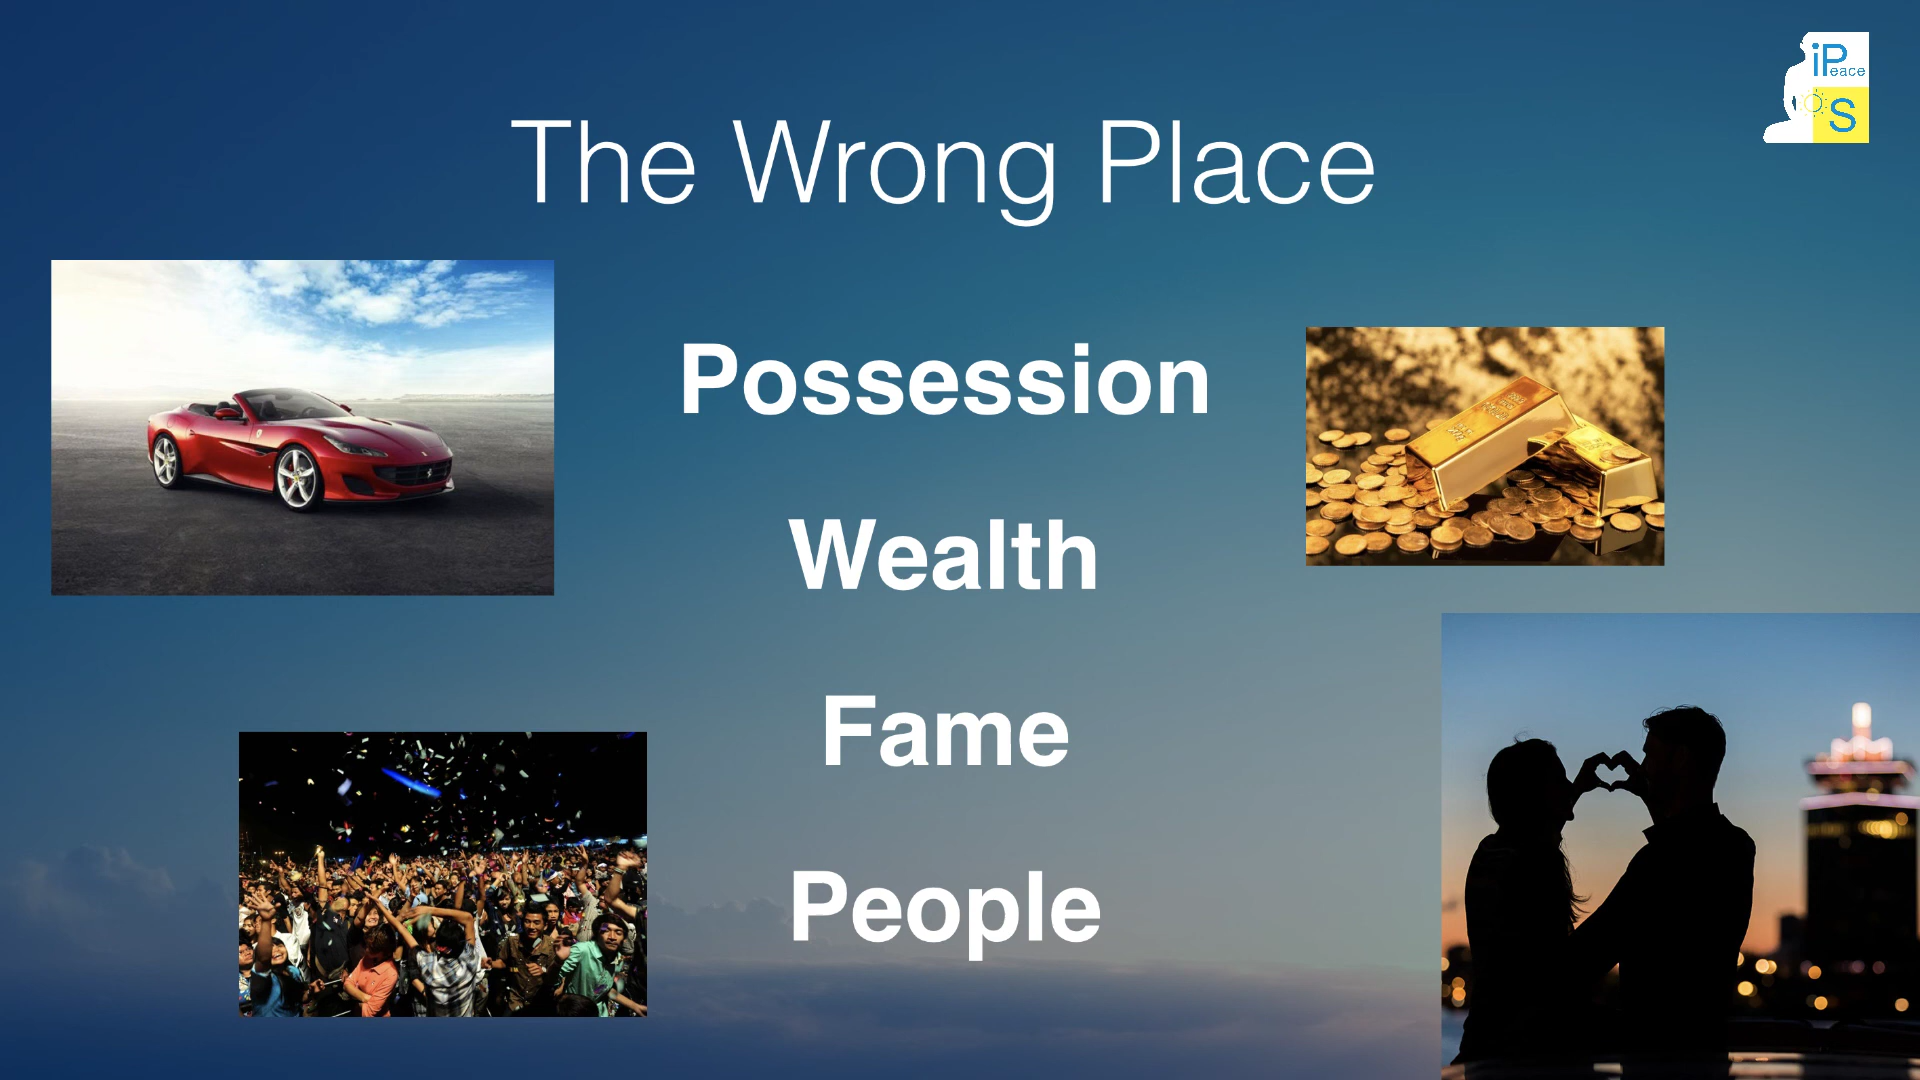 iPeace
S
The Wrong Place
Possession
Wealth
Fame
People